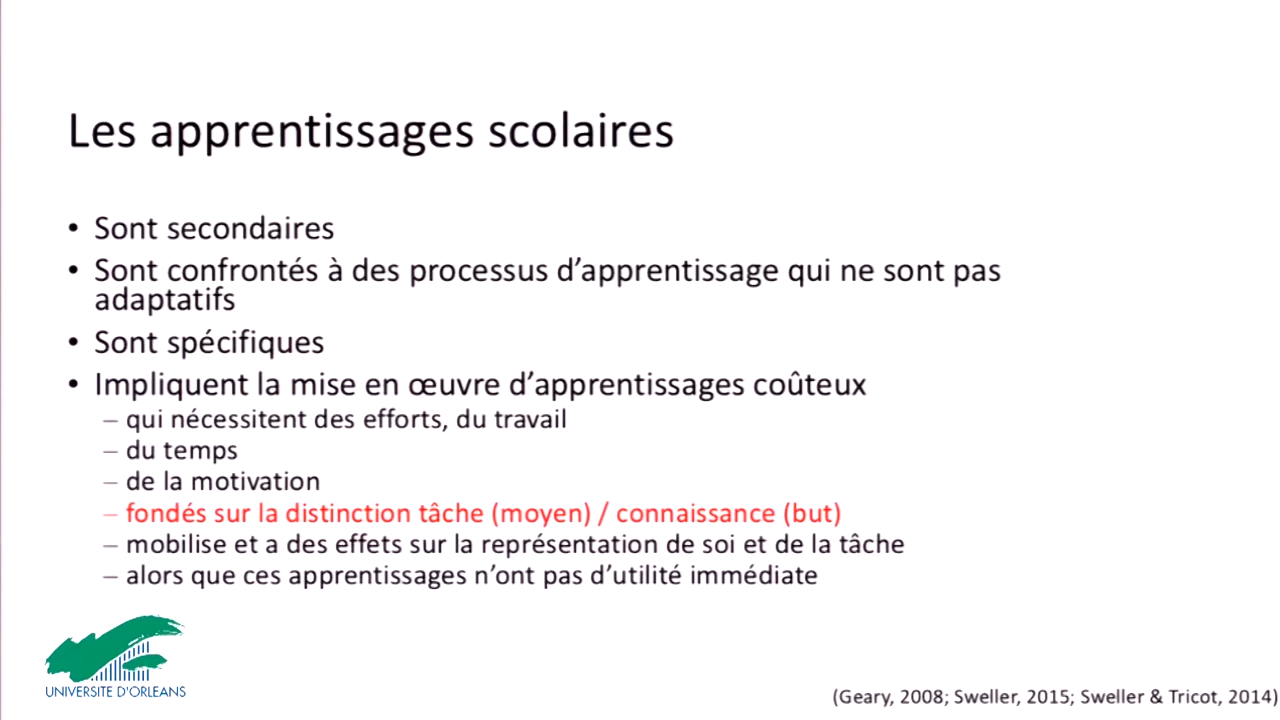 Les apprentissages scolaires
• Sont secondaires
• Sont confrontés à des processus d’apprentissage qui ne sont pas
adaptatifs
• Sont spécifiques
• Impliquent la mise en œuvre d’apprentissages coûteux
– qui nécessitent des efforts, du travail
– du temps
– de la motivation
– fondés sur la distinction tâche (moyen) / connaissance (but)
– mobilise et a des effets sur la représentation de soi et de la tâche
– alors que ces apprentissages n’ont pas d’utilité immédiate
UNIVERSITE D'ORLEANS
(Geary, 2008; Sweller, 2015; Sweller & Tricot, 2014)